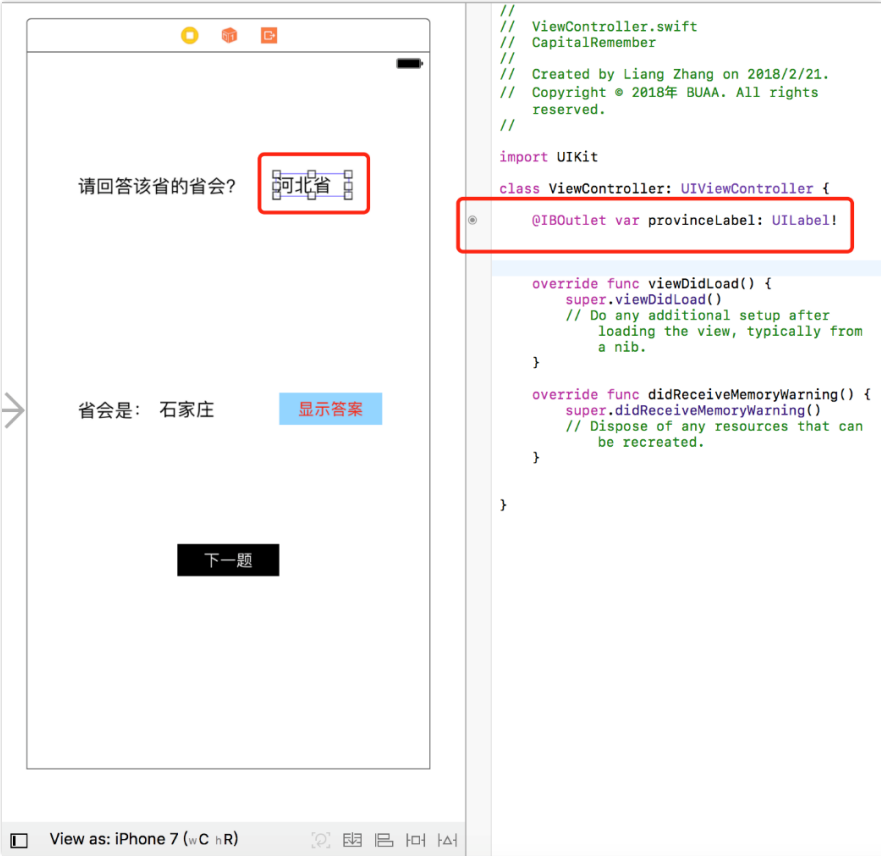 请回答该省的省会?
河北省
省会是：
石家庄
显示答案
下一题
View as: iPhone 7 (wC hR)
//
//  ViewController.swift
//  CapitalRemember
//
//  Created by Liang Zhang on 2018/2/21.
//  Copyright © 2018年 BUAA. All rights
reserved.
//
import UIKit
class ViewController: UIViewController {
@IBOutlet var provinceLabel: UILabel!
override func viewDidLoad() {
super.viewDidLoad()
// Do any additional setup after
loading the view, typically from
a nib.
}
override func didReceiveMemoryWarning() {
super.didReceiveMemoryWarning()
// Dispose of any resources that can
be recreated.
}
}